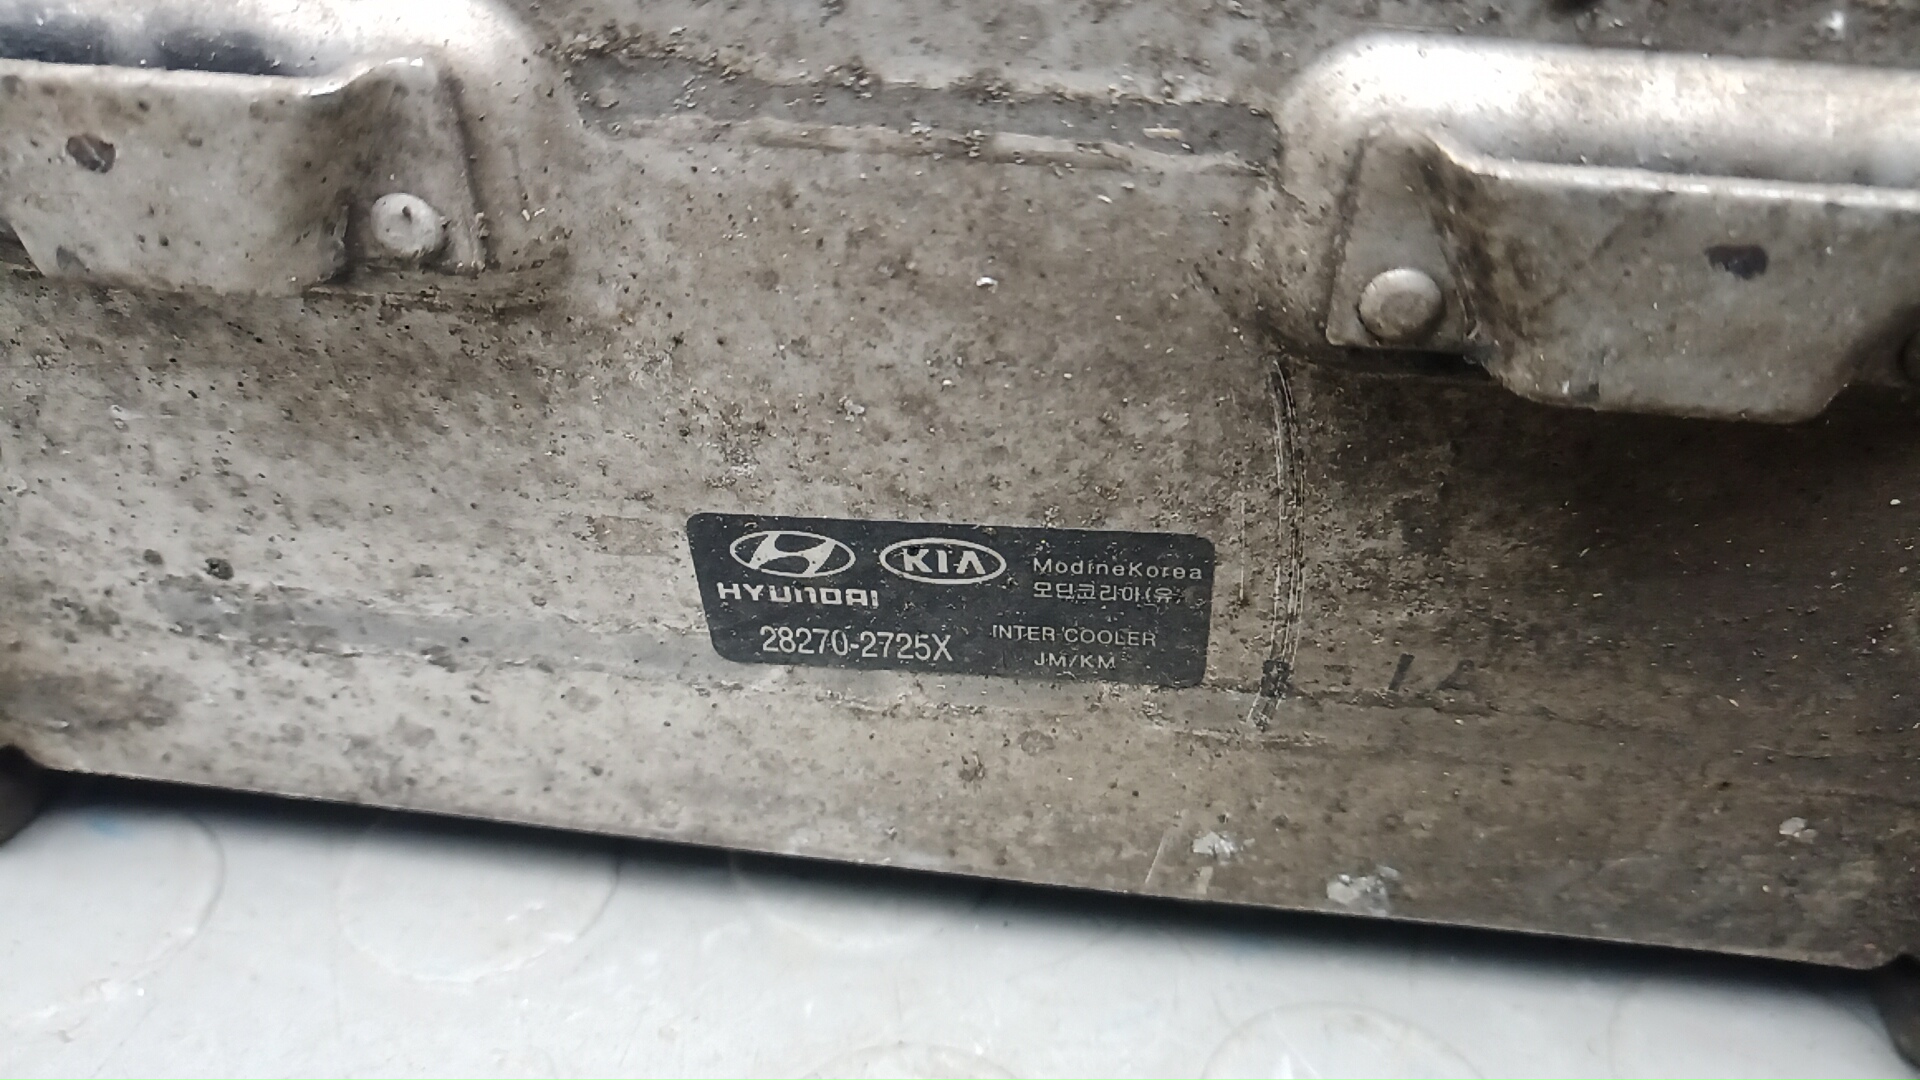 HYUNDAI
KIA
ModineKorea
모딘코리아(유)
28270-2725X
INTER COOLER
JM/KM